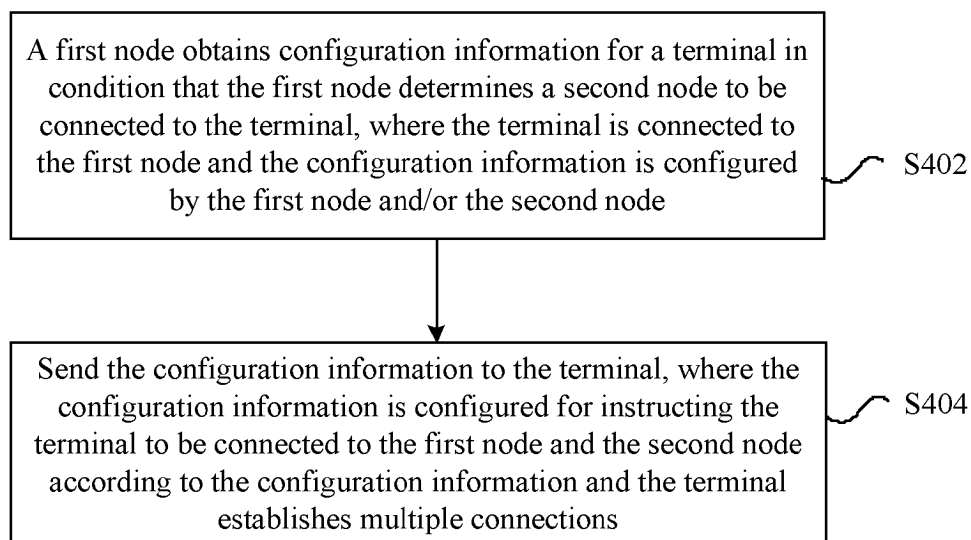 A first node obtains configuration information for a terminal in
condition that the first node determines a second node to be
connected to the terminal, where the terminal is connected to
the first node and the configuration information is configured
by the first node and/or the second node
S402
Send the configuration information to the terminal, where the
configuration information is configured for instructing the
terminal to be connected to the first node and the second node
according to the configuration information and the terminal
establishes multiple connections
S404